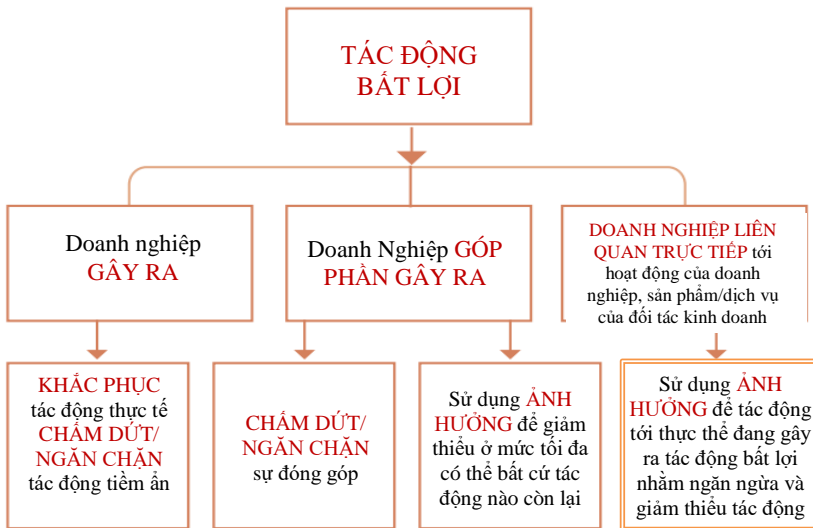 TÁC ĐỘNG
BẤT LỢI
Doanh nghiệp
GÂY RA
Doanh Nghiệp GÓP
PHẦN GÂY RA
DOANH NGHIỆP LIÊN
QUAN TRỰC TIẾP tới
hoạt động của doanh
nghiệp, sản phẩm/dịch vụ
của đối tác kinh doanh
KHẮC PHỤC
tác động thực tế
CHẤM DỨT/
NGĂN CHẶN
tác động tiềm ẩn
CHẤM DỨT/
NGĂN CHẶN
sự đóng góp
Sử dụng ẢNH
HƯỞNG để giảm
thiểu ở mức tối đa
có thể bất cứ tác
động nào còn lại
Sử dụng ẢNH
HƯỞNG để tác động
tới thực thể đang gây
ra tác động bất lợi
nhằm ngăn ngừa và
giảm thiểu tác động